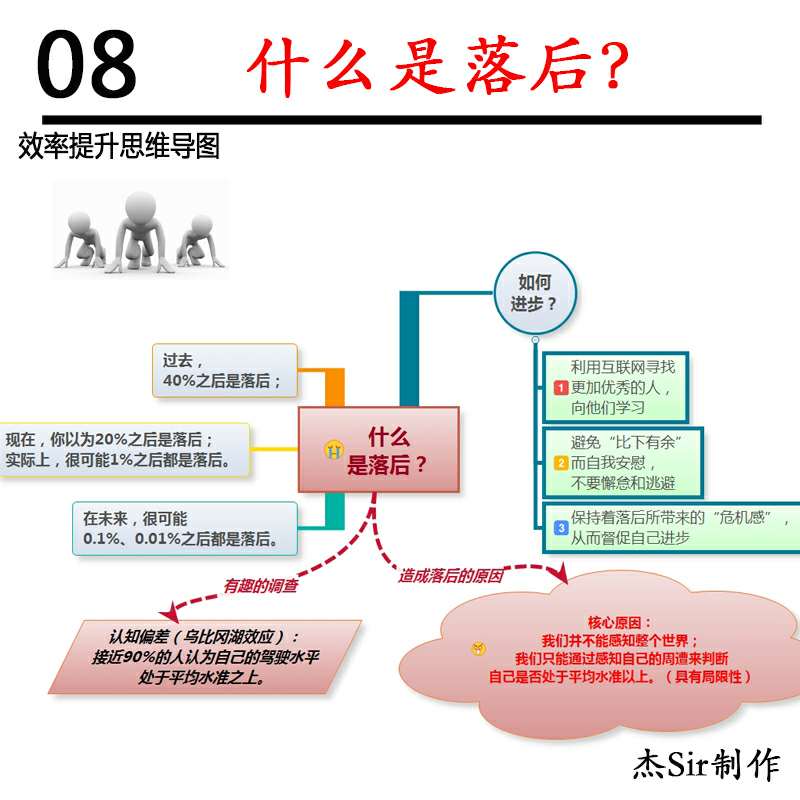 08
什么是落后?
效率提升思维导图
如何
进步？
过去，
40%之后是落后；
利用互联网寻找
1 更加优秀的人，
向他们学习
什么
是落后？
现在，你以为20%之后是落后；
实际上，很可能1%之后都是落后。
避免“比下有余”
2 而自我安慰，
不要懈怠和逃避
在未来，很可能
0.1%、0.01%之后都是落后。
3 保持着落后所带来的“危机感”，
从而督促自己进步
有趣的调查
造成落后的原因
认知偏差（乌比冈湖效应）：
接近90%的人认为自己的驾驶水平
处于平均水准之上。
核心原因：
我们并不能感知整个世界；
我们只能通过感知自己的周遭来判断
自己是否处于平均水准以上。（具有局限性）
杰Sir制作